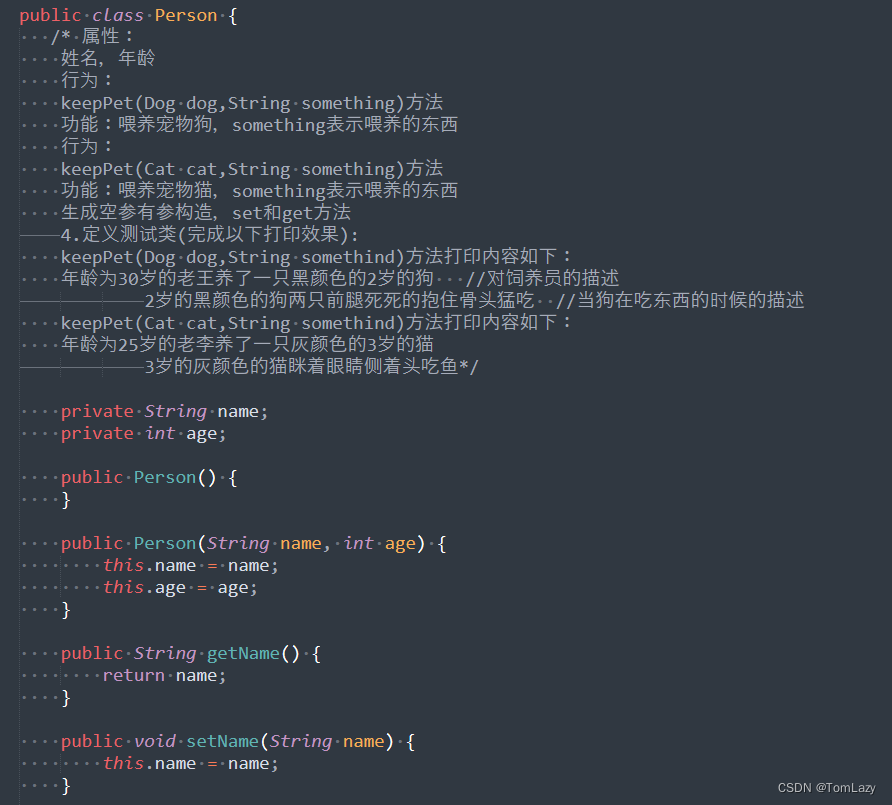 public class Person {
/* 属性：
姓名, 年龄
行为：
keepPet(Dog dog,String something)方法
功能：喂养宠物狗, something表示喂养的东西
行为：
keepPet(Cat cat,String something)方法
功能：喂养宠物猫, something表示喂养的东西
生成空参有参构造, set和get方法
4.定义测试类(完成以下打印效果):
keepPet(Dog dog,String somethind)方法打印内容如下：
年龄为30岁的老王养了一只黑颜色的2岁的狗 //对饲养员的描述
2岁的黑颜色的狗两只前腿死死的抱住骨头猛吃 //当狗在吃东西的时候的描述
keepPet(Cat cat,String somethind)方法打印内容如下：
年龄为25岁的老李养了一只灰颜色的3岁的猫
3岁的灰颜色的猫眯着眼睛侧着头吃鱼*/
private String name;
private int age;
public Person() {
}
public Person(String name, int age) {
this.name = name;
this.age = age;
}
public String getName() {
return name;
}
public void setName(String name) {
this.name = name;
}
CSDN @TomLazy